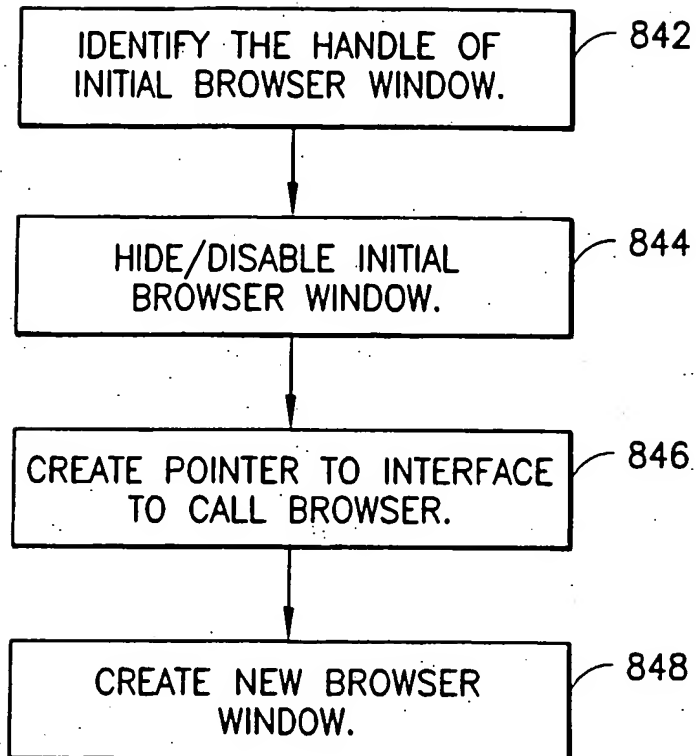 IDENTIFY THE HANDLE OF
INITIAL BROWSER WINDOW.
842
HIDE/DISABLE INITIAL
BROWSER WINDOW.
844
CREATE POINTER TO INTERFACE
TO CALL BROWSER.
846
CREATE NEW BROWSER
WINDOW.
848